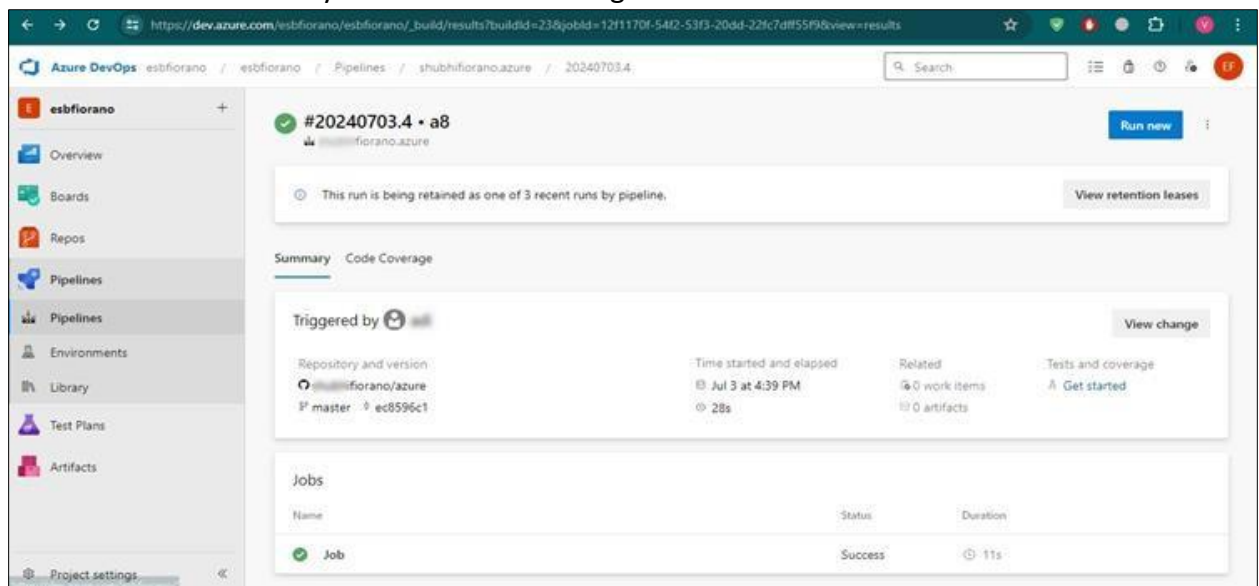 https://dev.azure.com/esbfiorano/esbfiorano/_build/results?buildId=23&jobId=12f1170f-54f2-53f3-20dd-22fc7dff55f9&view=results
Azure DevOps esbfiorano / esbfiorano / Pipelines / shubhifiorano.azure / 20240703.4
Search
EF
E esbfiorano +
#20240703.4 • a8
fiorano.azure
Run new
Overview
Boards
This run is being retained as one of 3 recent runs by pipeline.
View retention leases
Repos
Summary Code Coverage
Pipelines
Pipelines
Triggered by
View change
Environments
Repository and version Time started and elapsed Related Tests and coverage
Library
fiorano/azure Jul 3 at 4:39 PM 0 work items Get started
master ec8596c1 28s 0 artifacts
Test Plans
Artifacts
Jobs
Name Status Duration
Job Success 11s
Project settings